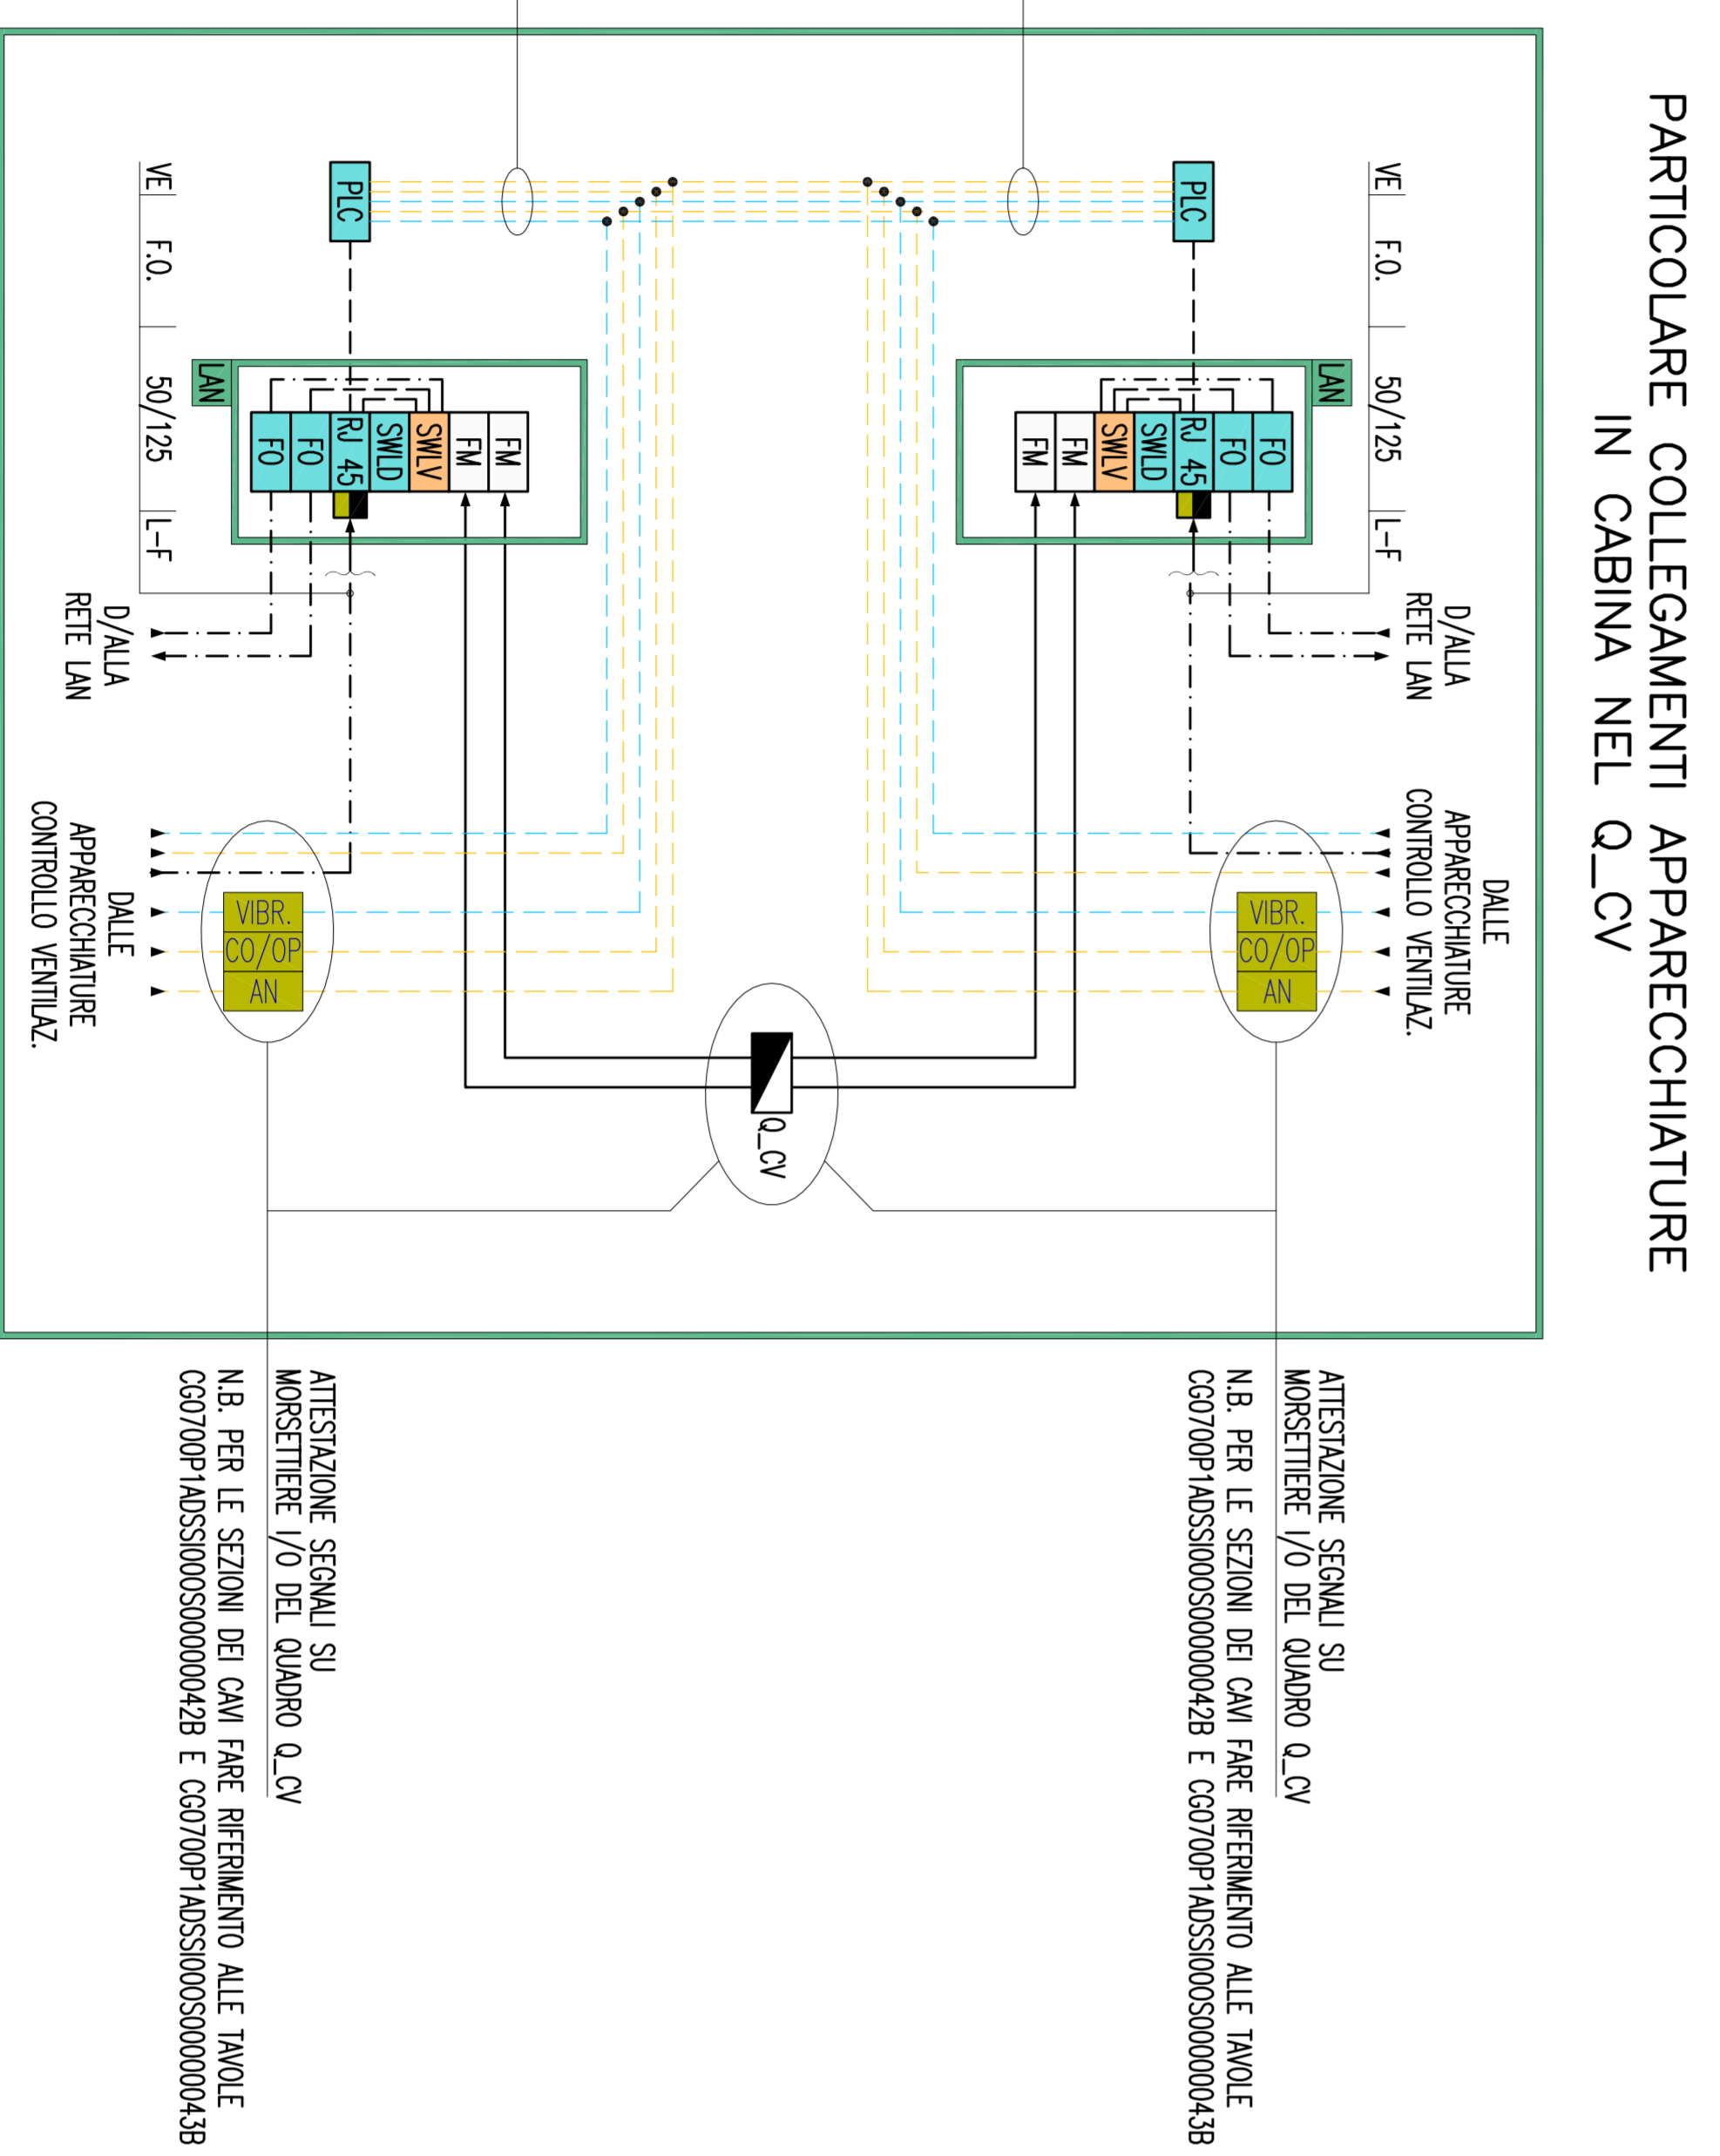 PARTICOLARE COLLEGAMENTI APPARECCHIATURE
IN CABINA NEL Q_CV
VE
F.O.
50/125
L-F
D/ALLA
RETE LAN
DALLE
APPARECCHIATURE
CONTROLLO VENTILAZ.
LAN
PLC
FO
FO
RJ 45
SWLD
SWLV
FM
FM
VIBR.
CO/OP
AN
ATTESTAZIONE SEGNALI SU
MORSETTIERE I/O DEL QUADRO Q_CV
N.B. PER LE SEZIONI DEI CAVI FARE RIFERIMENTO ALLE TAVOLE
CG0700P1ADSSI000S00000042B E CG0700P1ADSSI000S00000043B
Q_CV
FM
FM
SWLV
SWLD
RJ 45
FO
FO
PLC
LAN
VIBR.
CO/OP
AN
ATTESTAZIONE SEGNALI SU
MORSETTIERE I/O DEL QUADRO Q_CV
N.B. PER LE SEZIONI DEI CAVI FARE RIFERIMENTO ALLE TAVOLE
CG0700P1ADSSI000S00000042B E CG0700P1ADSSI000S00000043B
VE
F.O.
50/125
L-F
D/ALLA
RETE LAN
DALLE
APPARECCHIATURE
CONTROLLO VENTILAZ.